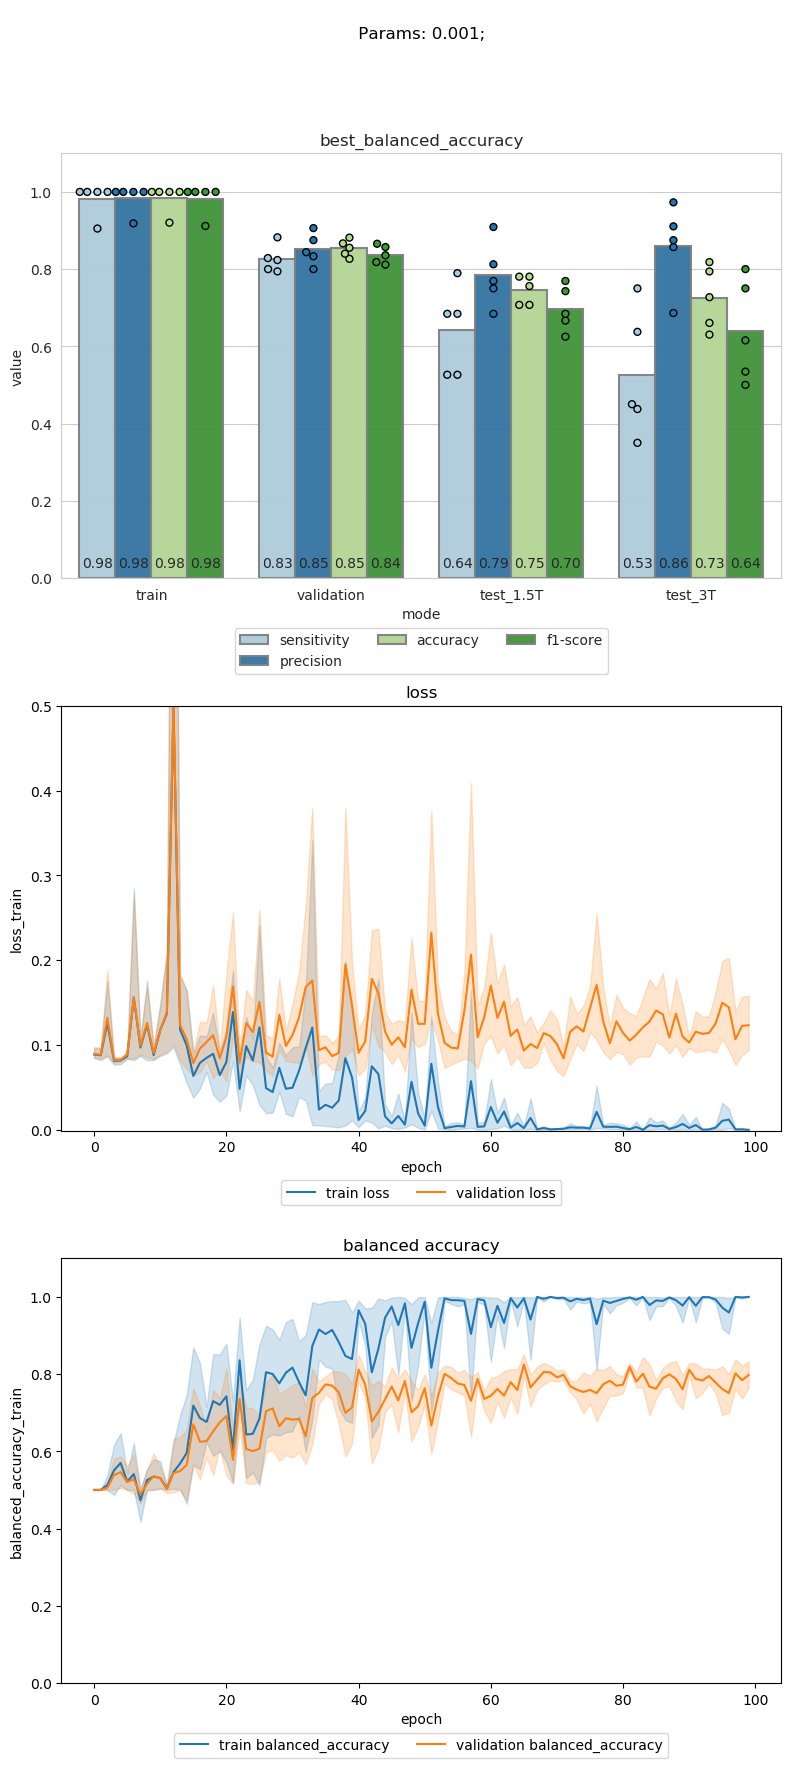 Params: 0.001;
best_balanced_accuracy
value
1.0
0.8
0.6
0.4
0.2
0.0
0.98 0.98 0.98 0.98 0.83 0.85 0.85 0.84 0.64 0.79 0.75 0.70 0.53 0.86 0.73 0.64
train validation test_1.5T test_3T
mode
sensitivity accuracy f1-score
precision
loss
loss_train
0.5
0.4
0.3
0.2
0.1
0.0
0 20 40 60 80 100
epoch
train loss validation loss
balanced accuracy
balanced_accuracy_train
1.0
0.8
0.6
0.4
0.2
0.0
0 20 40 60 80 100
epoch
train balanced_accuracy validation balanced_accuracy